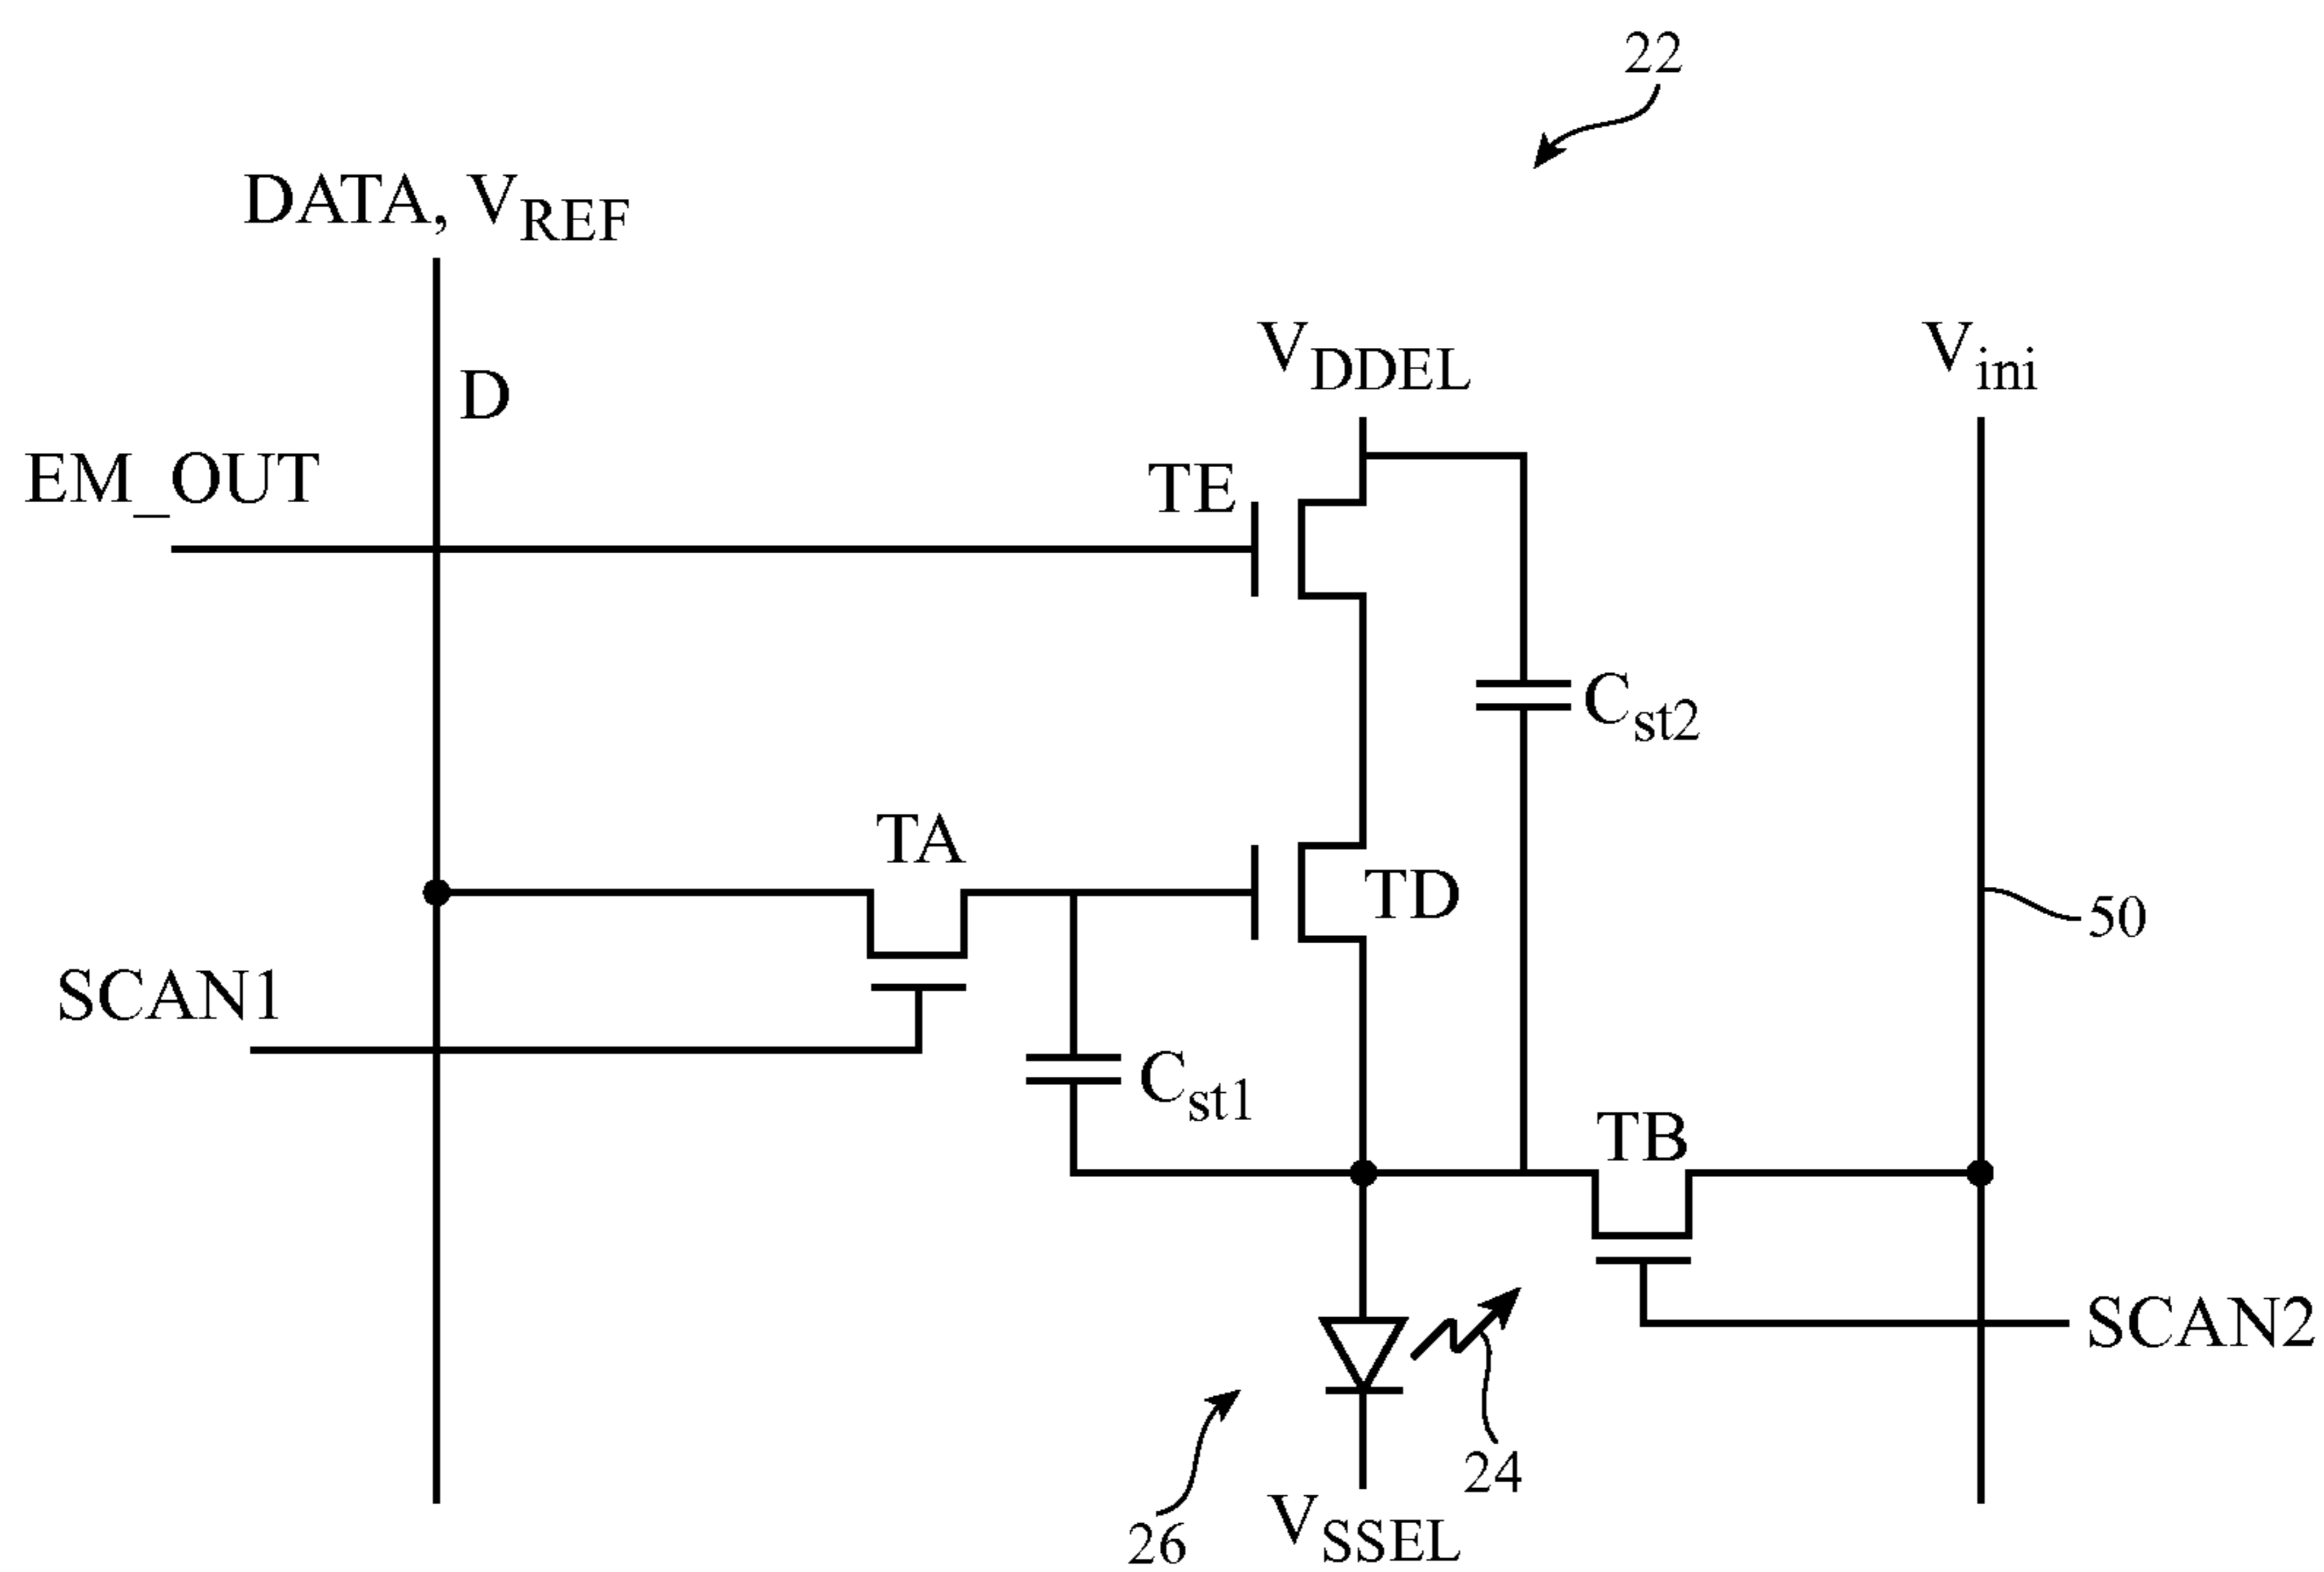 22
DATA, VREF
D
VDDEL
Vini
EM_OUT
TE
Cst2
TA
TD
50
SCAN1
Cst1
TB
SCAN2
24
26
VSSEL